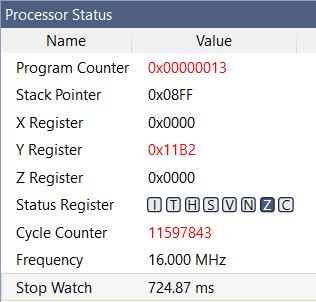 Processor Status
Name Value
Program Counter 0x00000013
Stack Pointer 0x08FF
X Register 0x0000
Y Register 0x11B2
Z Register 0x0000
Status Register I T H S V N Z C
Cycle Counter 11597843
Frequency 16.000 MHz
Stop Watch 724.87 ms